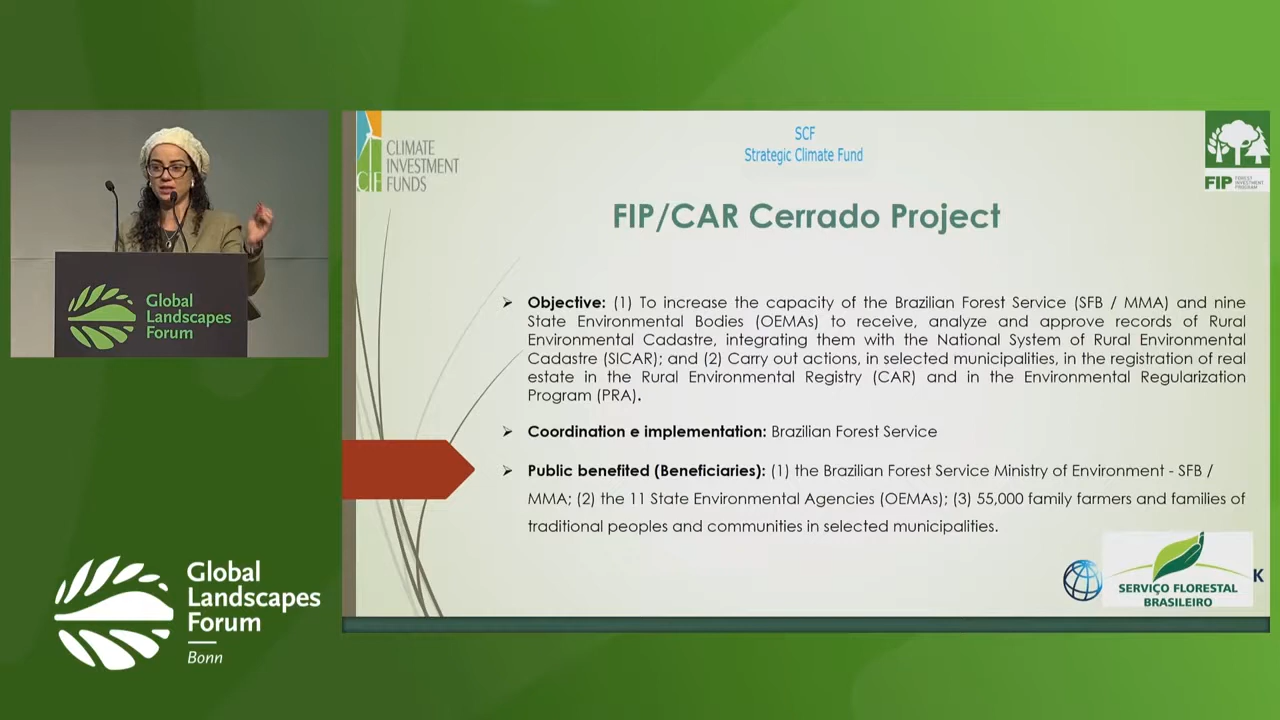 Global
Landscapes
Forum
CLIMATE
INVESTMENT
FUNDS
CIF
SCF
Strategic Climate Fund
FIP FOREST
INVESTMENT
PROGRAM
FIP/CAR Cerrado Project
Objective: (1) To increase the capacity of the Brazilian Forest Service (SFB / MMA) and nine
State Environmental Bodies (OEMAs) to receive, analyze and approve records of Rural
Environmental Cadastre, integrating them with the National System of Rural Environmental
Cadastre (SICAR); and (2) Carry out actions, in selected municipalities, in the registration of real
estate in the Rural Environmental Registry (CAR) and in the Environmental Regularization
Program (PRA).
Coordination e implementation: Brazilian Forest Service
Public benefited (Beneficiaries): (1) the Brazilian Forest Service Ministry of Environment - SFB /
MMA; (2) the 11 State Environmental Agencies (OEMAs); (3) 55,000 family farmers and families of
traditional peoples and communities in selected municipalities.
SERVIÇO FLORESTAL
BRASILEIRO
K
Global
Landscapes
Forum
Bonn